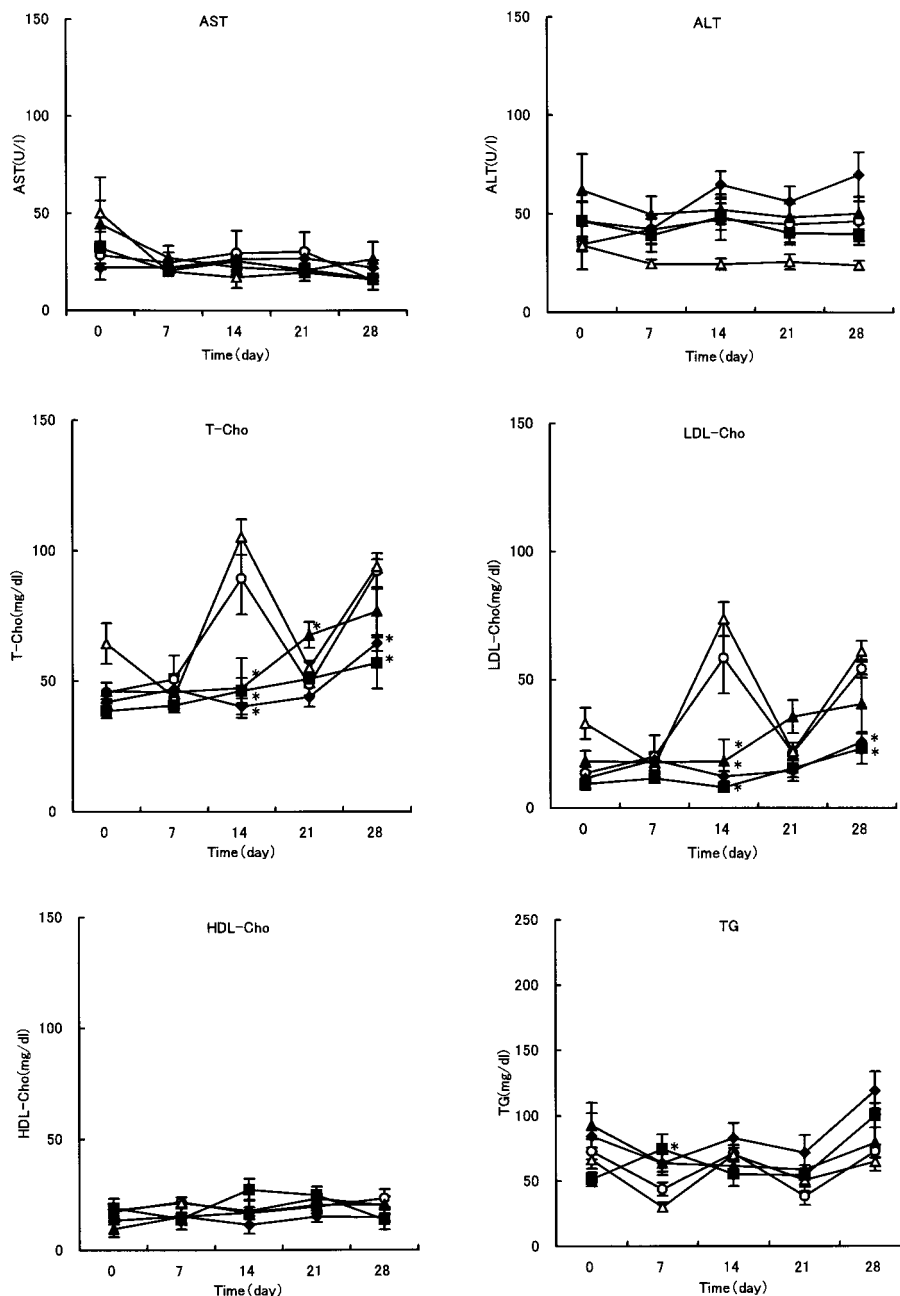 AST
150
100
50
0
AST(U/l)
0 7 14 21 28
Time(day)
ALT
150
100
50
0
ALT(U/l)
0 7 14 21 28
Time(day)
T-Cho
150
100
50
0
T-Cho(mg/dl)
* * * * * *
0 7 14 21 28
Time(day)
LDL-Cho
150
100
50
0
LDL-Cho(mg/dl)
* * * * *
0 7 14 21 28
Time(day)
HDL-Cho
150
100
50
0
HDL-Cho(mg/dl)
0 7 14 21 28
Time(day)
TG
250
200
150
100
50
0
TG(mg/dl)
*
0 7 14 21 28
Time(day)